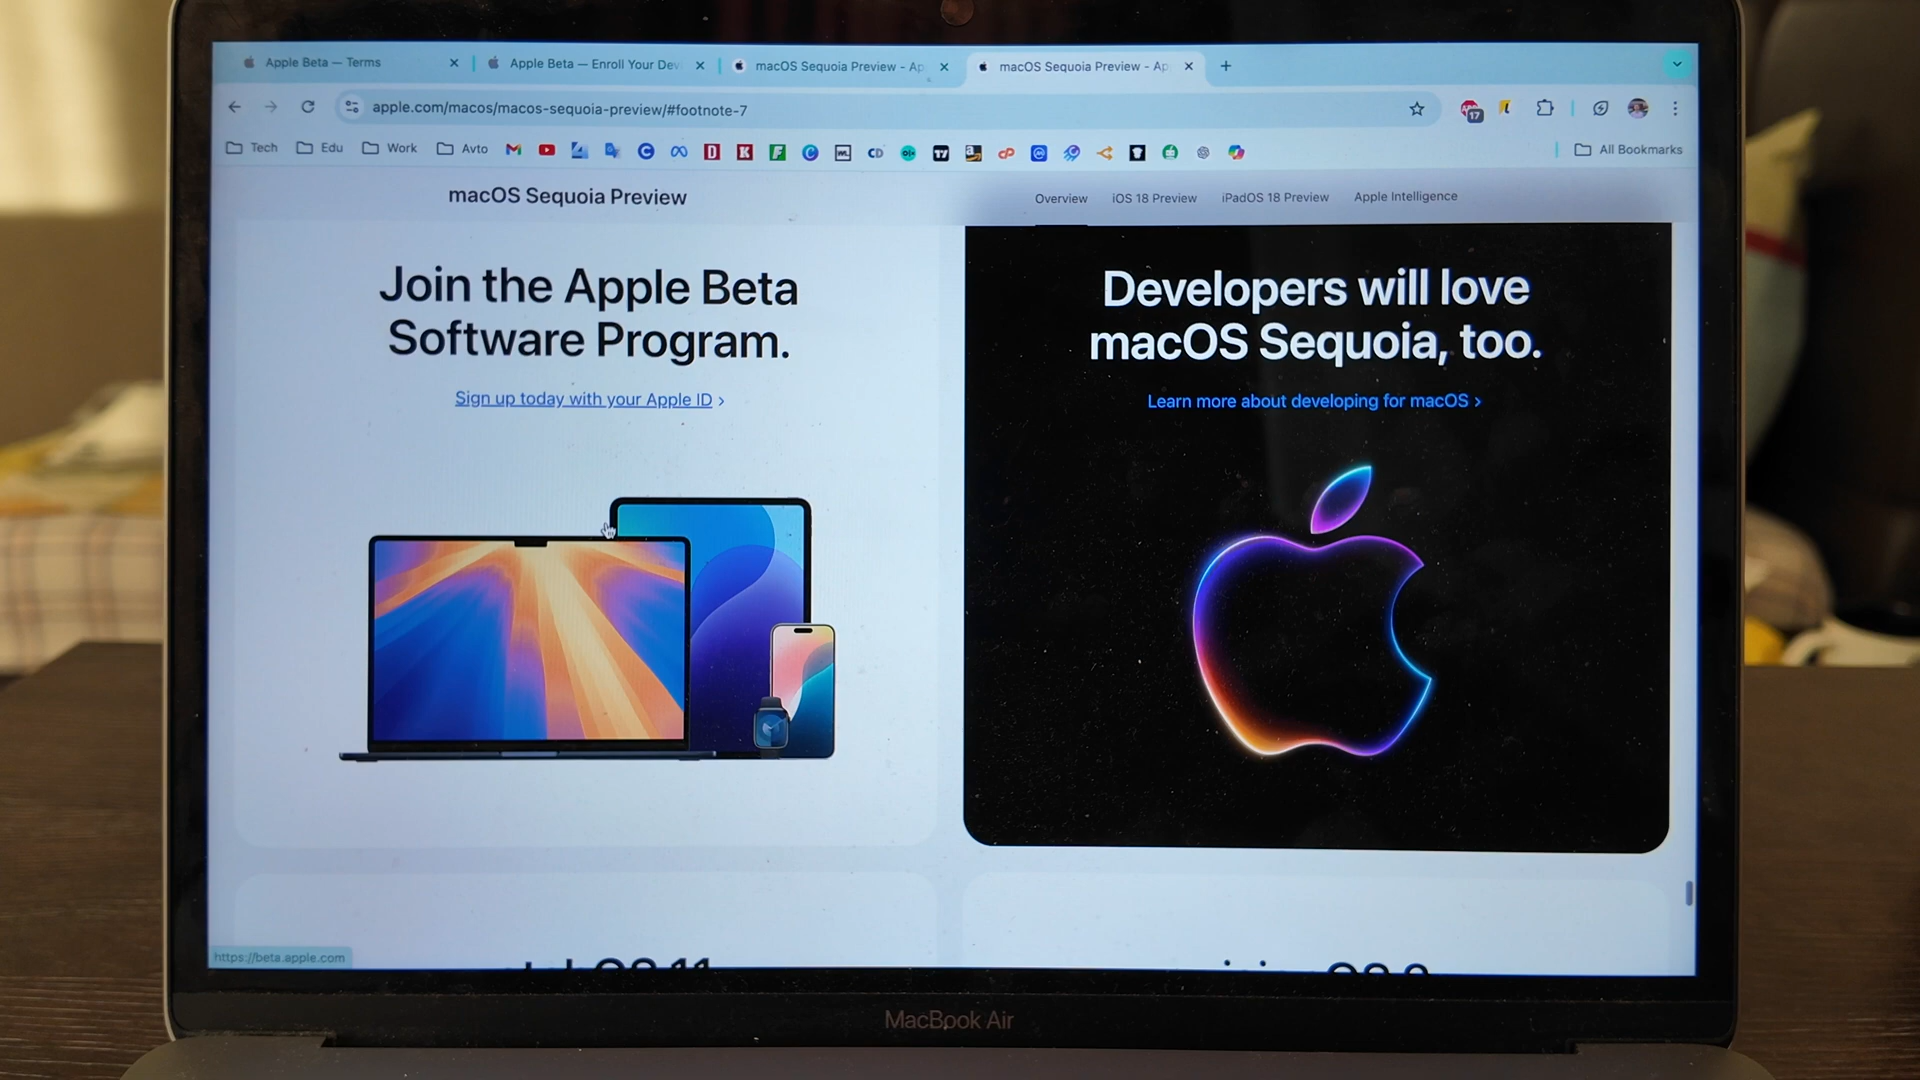 Apple Beta — Terms
Apple Beta — Enroll Your Dev
macOS Sequoia Preview - Ap
macOS Sequoia Preview - Ap
apple.com/macos/macos-sequoia-preview/#footnote-7
17
Tech
Edu
Work
Avto
All Bookmarks
macOS Sequoia Preview
Overview
iOS 18 Preview
iPadOS 18 Preview
Apple Intelligence
Join the Apple Beta
Software Program.
Sign up today with your Apple ID >
Developers will love
macOS Sequoia, too.
Learn more about developing for macOS >
https://beta.apple.com
MacBook Air